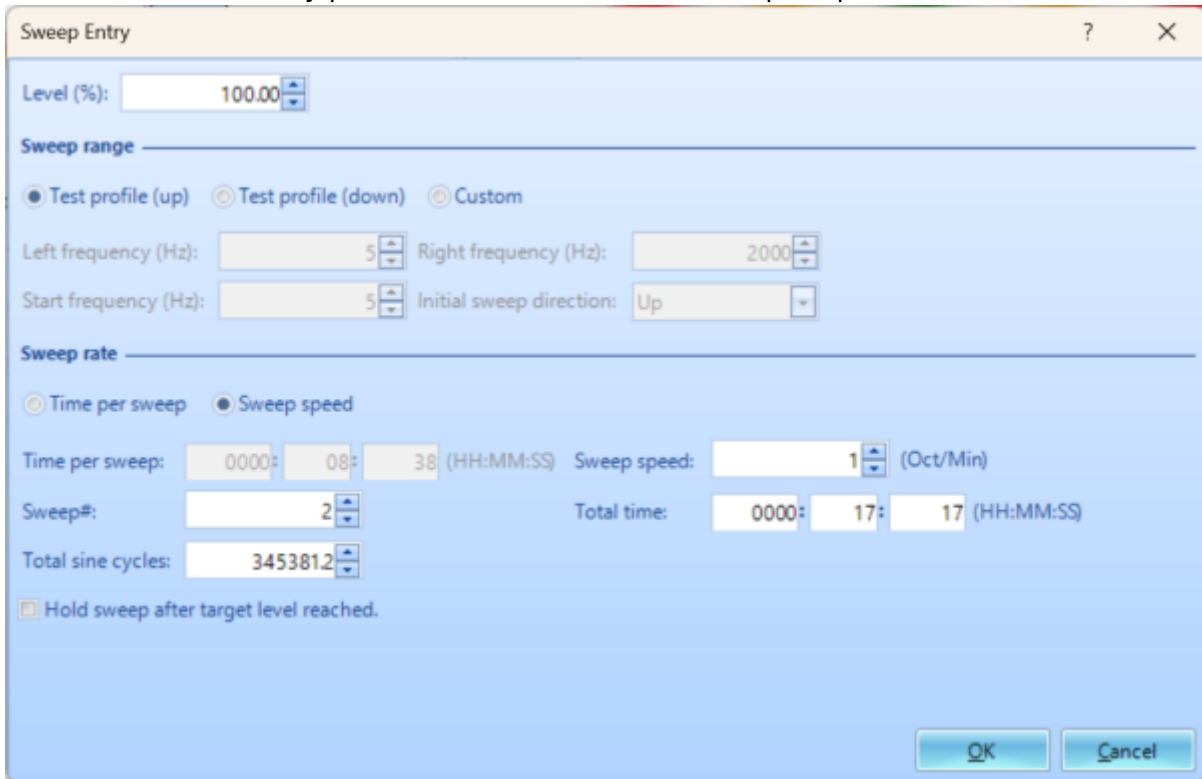 Sweep Entry ? ×
Level (%): 100.00
Sweep range
Test profile (up) Test profile (down) Custom
Left frequency (Hz): 5 Right frequency (Hz): 2000
Start frequency (Hz): 5 Initial sweep direction: Up
Sweep rate
Time per sweep Sweep speed
Time per sweep: 0000: 08: 38 (HH:MM:SS) Sweep speed: 1 (Oct/Min)
Sweep#: 2 Total time: 0000: 17: 17 (HH:MM:SS)
Total sine cycles: 345381.2
Hold sweep after target level reached.
OK Cancel